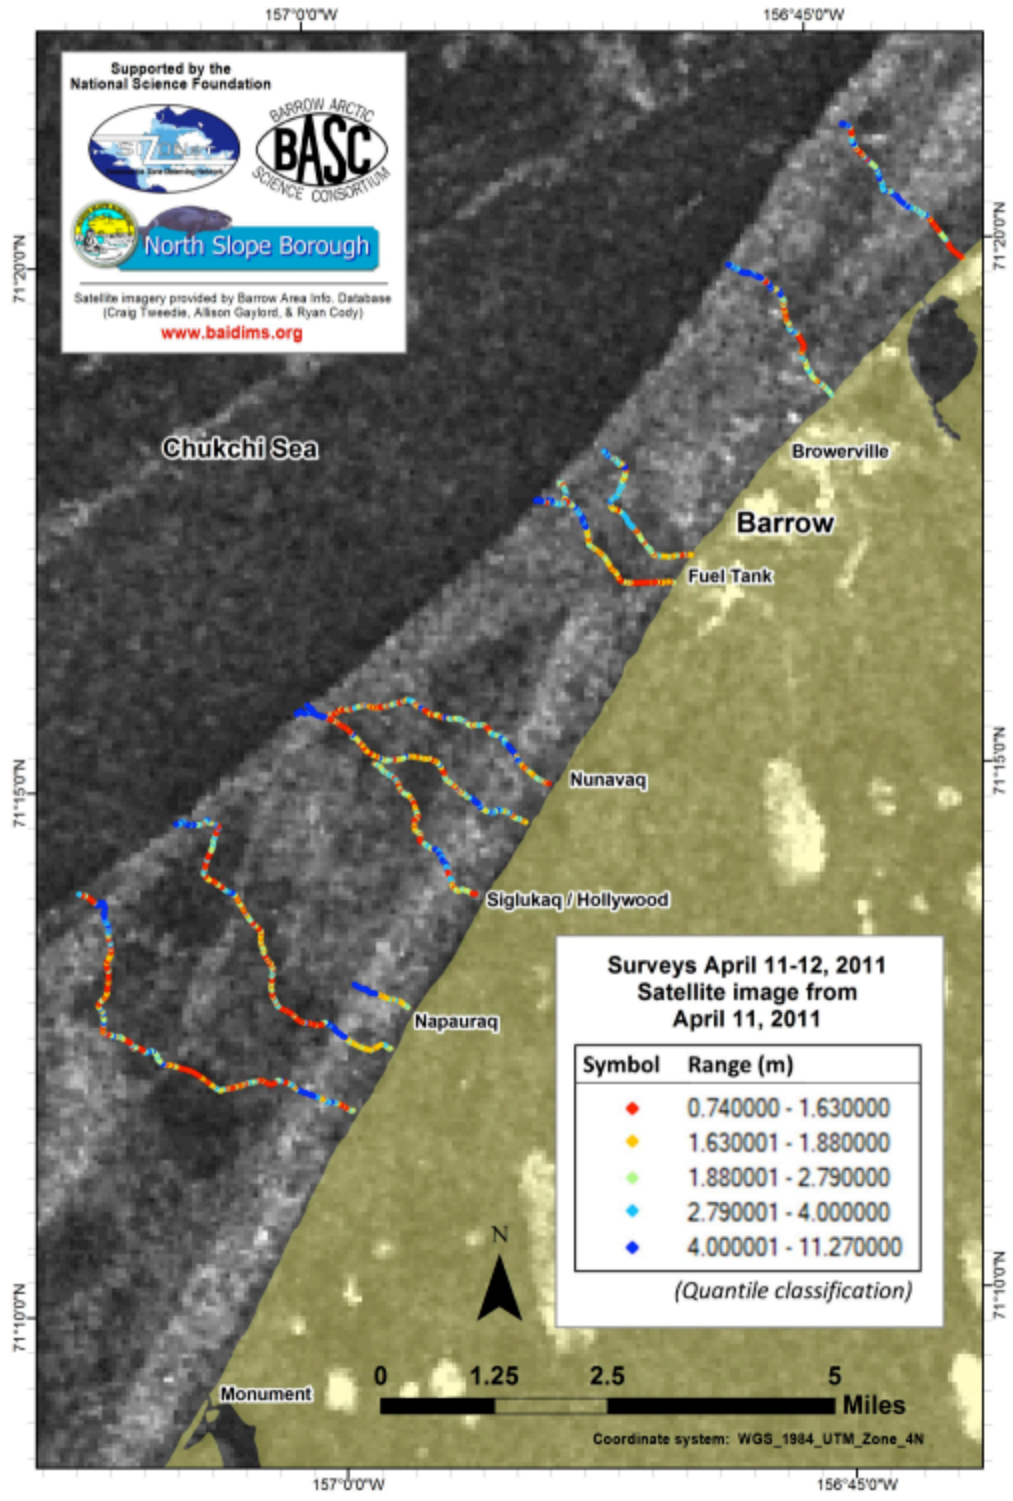 157°0'0"W
156°45'0"W
Supported by the
National Science Foundation
BARROW ARCTIC
BASC
SCIENCE CONSORTIUM
North Slope Borough
Satellite imagery provided by Barrow Area Info. Database
(Craig Tweedie, Allison Gaylord, & Ryan Cody)
www.baidims.org
71°20'0"N
71°20'0"N
Chukchi Sea
Browerville
Barrow
Fuel Tank
Nunavaq
71°15'0"N
71°15'0"N
Siglukaq / Hollywood
Napauraq
Surveys April 11-12, 2011
Satellite image from
April 11, 2011
Symbol Range (m)
0.740000 - 1.630000
1.630001 - 1.880000
1.880001 - 2.790000
2.790001 - 4.000000
4.000001 - 11.270000
(Quantile classification)
N
71°10'0"N
71°10'0"N
Monument
0 1.25 2.5 5
Miles
Coordinate system: WGS_1984_UTM_Zone_4N
157°0'0"W
156°45'0"W